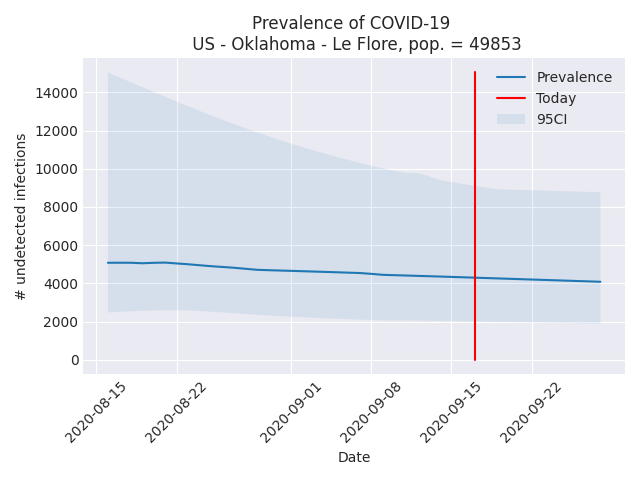 Prevalence of COVID-19
US - Oklahoma - Le Flore, pop. = 49853
Prevalence
Today
95CI
14000
12000
10000
8000
6000
4000
2000
0
# undetected infections
2020-08-15
2020-08-22
2020-09-01
2020-09-08
2020-09-15
2020-09-22
Date